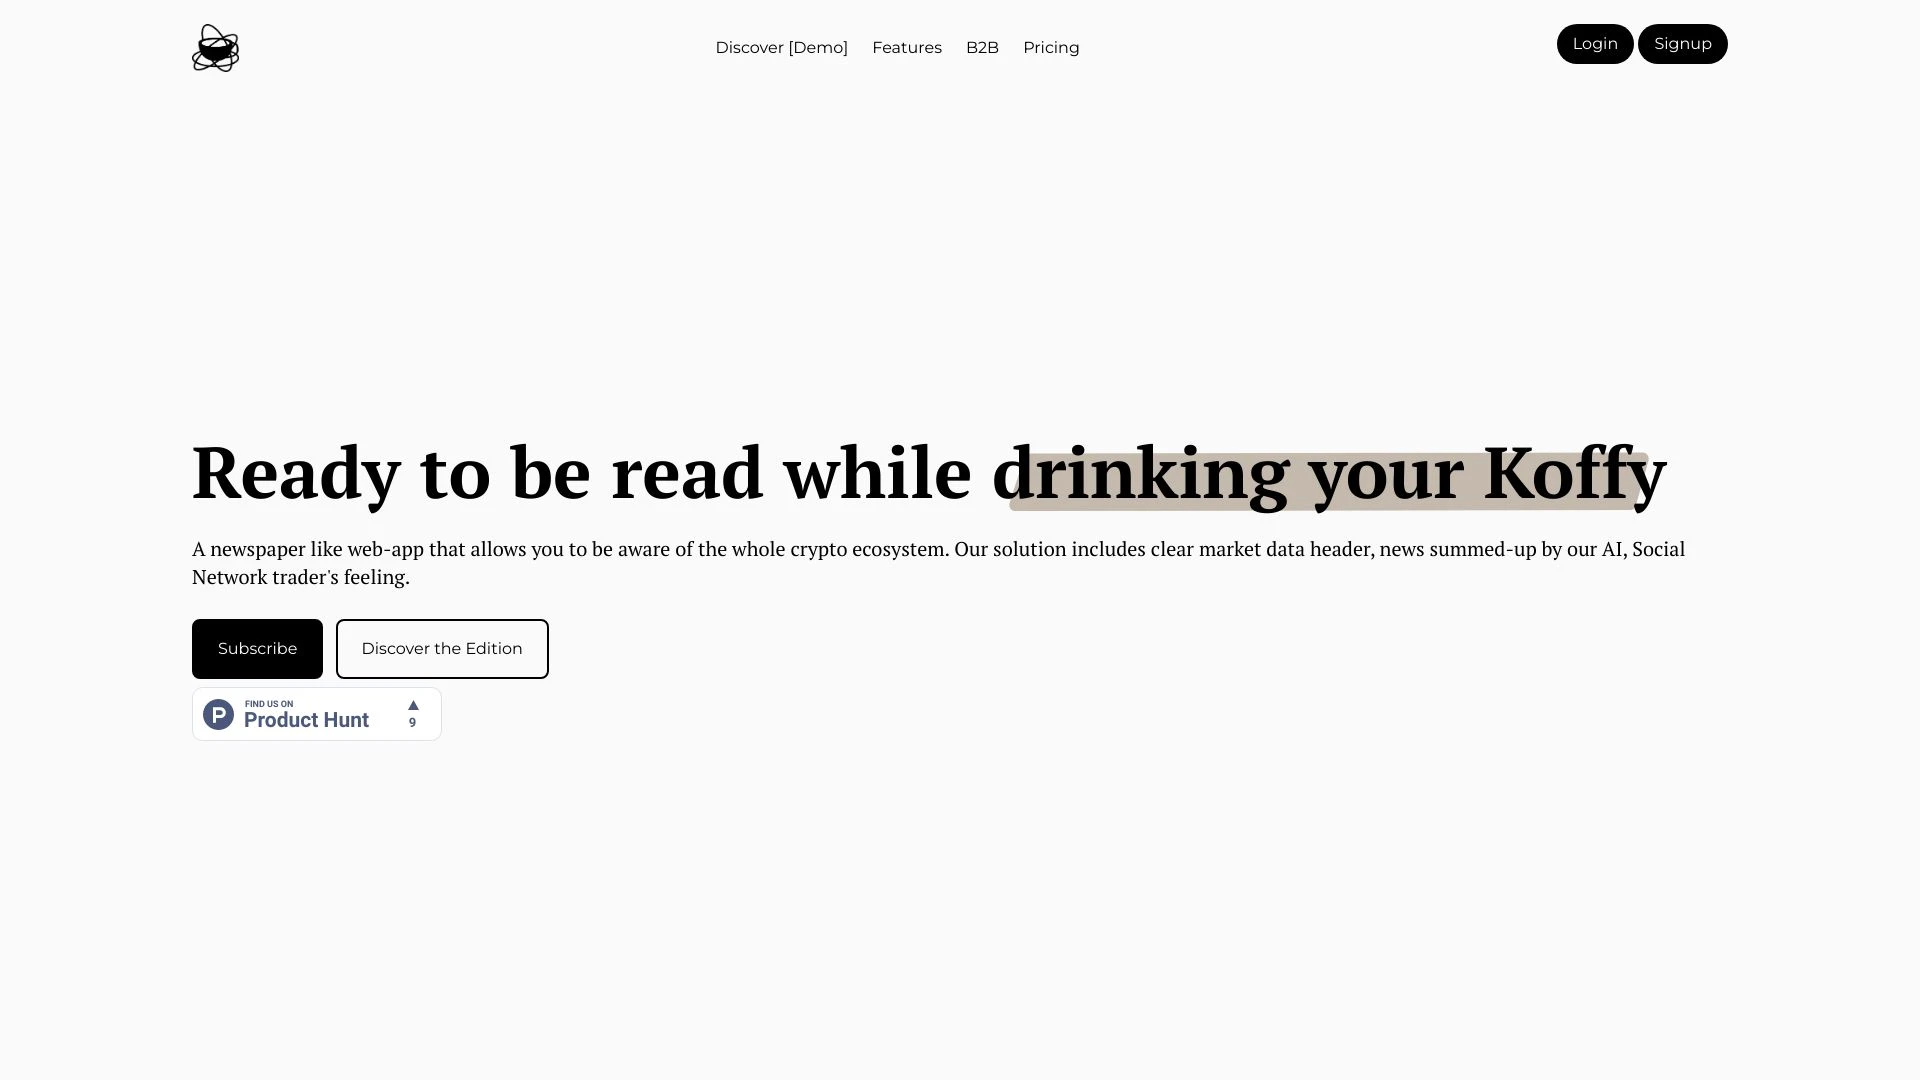 Discover [Demo] Features B2B Pricing Login Signup
Ready to be read while drinking your Koffy
A newspaper like web-app that allows you to be aware of the whole crypto ecosystem. Our solution includes clear market data header, news summed-up by our AI, Social
Network trader's feeling.
Subscribe Discover the Edition
FIND US ON
Product Hunt
9